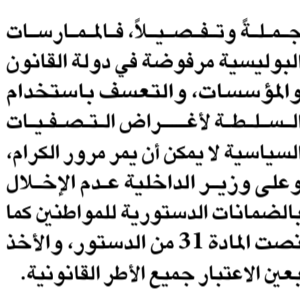 جملةً وتفصيلاً، فالممارسات
البوليسية مرفوضة في دولة القانون
والمؤسسات، والتعسف باستخدام
السلطة لأغراض التصفيات
السياسية لا يمكن أن يمر مرور الكرام،
وعلى وزير الداخلية عدم الإخلال
بالضمانات الدستورية للمواطنين كما
نصت المادة 31 من الدستور، والأخذ
بعين الاعتبار جميع الأطر القانونية.